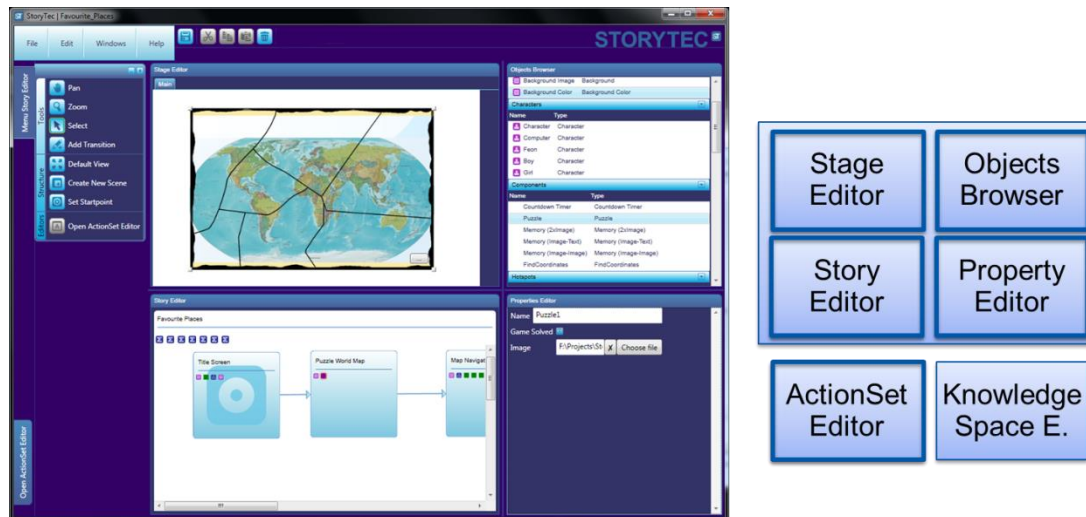 StoryTec | Favourite_Places
File Edit Windows Help
STORYTEC
Menu Story Editor
Tools
Pan
Zoom
Select
Add Transition
Structure
Default View
Create New Scene
Set Startpoint
Editors
Open ActionSet Editor
Open ActionSet Editor
Stage Editor
Main
Objects Browser
Background Image Background
Background Color Background Color
Characters
Name Type
Character Character
Computer Character
Feon Character
Boy Character
Girl Character
Components
Name Type
Countdown Timer Countdown Timer
Puzzle Puzzle
Memory (2xImage) Memory (2xImage)
Memory (Image-Text) Memory (Image-Text)
Memory (Image-Image) Memory (Image-Image)
FindCoordinates FindCoordinates
Hotspots
Story Editor
Favourite Places
Title Screen
Puzzle World Map
Map Navigat
Properties Editor
Name Puzzle1
Game Solved
Image F:\Projects\St X Choose file
Stage
Editor
Objects
Browser
Story
Editor
Property
Editor
ActionSet
Editor
Knowledge
Space E.